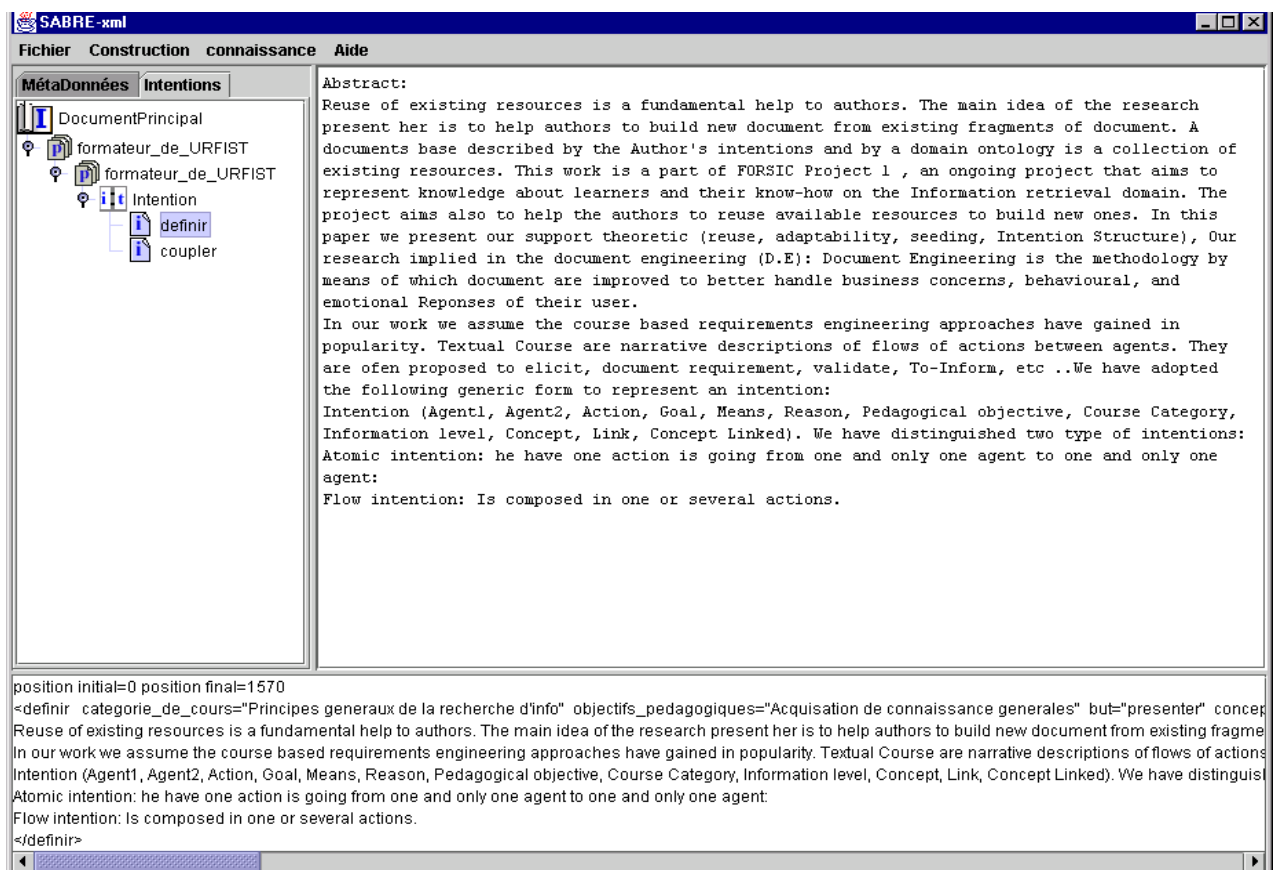 SABRE-xml
Fichier Construction connaissance Aide
MétaDonnées Intentions
DocumentPrincipal
formateur_de_URFIST
formateur_de_URFIST
Intention
definir
coupler
Abstract:
Reuse of existing resources is a fundamental help to authors. The main idea of the research
present her is to help authors to build new document from existing fragments of document. A
documents base described by the Author's intentions and by a domain ontology is a collection of
existing resources. This work is a part of FORSIC Project 1 , an ongoing project that aims to
represent knowledge about learners and their know-how on the Information retrieval domain. The
project aims also to help the authors to reuse available resources to build new ones. In this
paper we present our support theoretic (reuse, adaptability, seeding, Intention Structure), Our
research implied in the document engineering (D.E): Document Engineering is the methodology by
means of which document are improved to better handle business concerns, behavioural, and
emotional Reponses of their user.
In our work we assume the course based requirements engineering approaches have gained in
popularity. Textual Course are narrative descriptions of flows of actions between agents. They
are ofen proposed to elicit, document requirement, validate, To-Inform, etc ..We have adopted
the following generic form to represent an intention:
Intention (Agent1, Agent2, Action, Goal, Means, Reason, Pedagogical objective, Course Category,
Information level, Concept, Link, Concept Linked). We have distinguished two type of intentions:
Atomic intention: he have one action is going from one and only one agent to one and only one
agent:
Flow intention: Is composed in one or several actions.
position initial=0 position final=1570
<definir categorie_de_cours="Principes generaux de la recherche d'info" objectifs_pedagogiques="Acquisation de connaissance generales" but="presenter" concep
Reuse of existing resources is a fundamental help to authors. The main idea of the research present her is to help authors to build new document from existing fragme
In our work we assume the course based requirements engineering approaches have gained in popularity. Textual Course are narrative descriptions of flows of actions
Intention (Agent1, Agent2, Action, Goal, Means, Reason, Pedagogical objective, Course Category, Information level, Concept, Link, Concept Linked). We have distinguisl
Atomic intention: he have one action is going from one and only one agent to one and only one agent:
Flow intention: Is composed in one or several actions.
</definir>